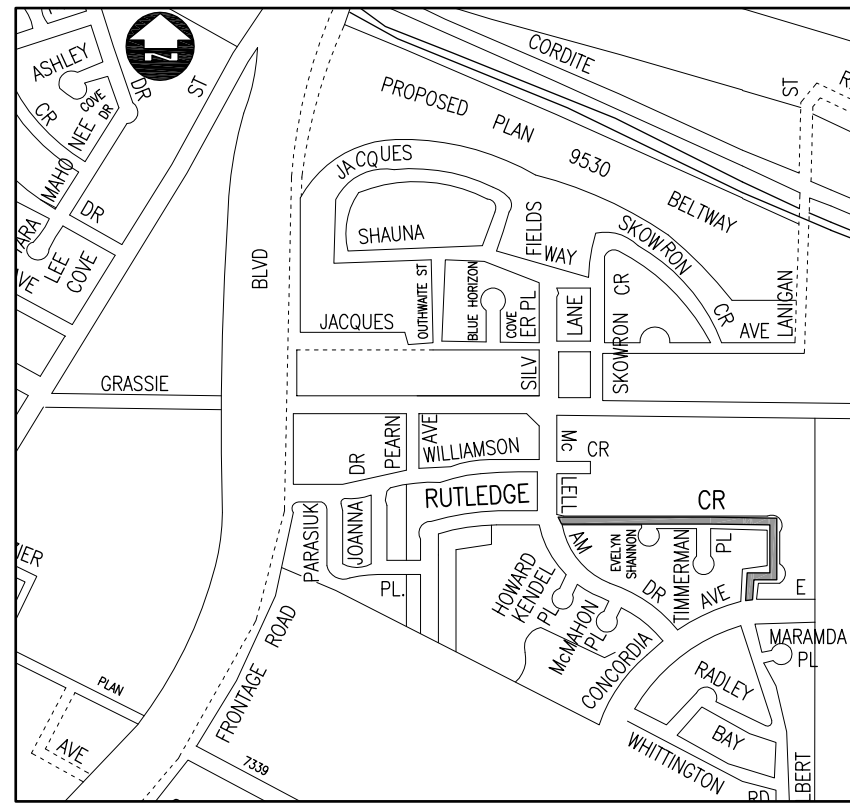 CORDITE
ST
R
ASHLEY
COVE
DR
ST
CR
NEE
DR
MAHO
N
PROPOSED PLAN 9530 BELTWAY
JACQUES
DR
ARA
VE
LEE
COVE
SHAUNA
FIELDS
WAY
SKOWRON
CR
BLVD
OUTHWAITE ST
BLUE HORIZON
COVE
ER PL
LANE
SKOWRON CR
AVE
LANIGAN
JACQUES
SILV
GRASSIE
DR
PEARN
AVE
WILLIAMSON
Mc
CR
LELL
RUTLEDGE
CR
PARASIUK
JOANNA
AM
EVELYN
SHANNON
TIMMERMAN
PL
DR
AVE
E
IER
PL.
HOWARD
KENDEL
PL
McMAHON
PL
CONCORDIA
MARAMDA
PL
FRONTAGE ROAD
RADLEY
BAY
PLAN
AVE
7339
WHITTINGTON
RD
LBERT